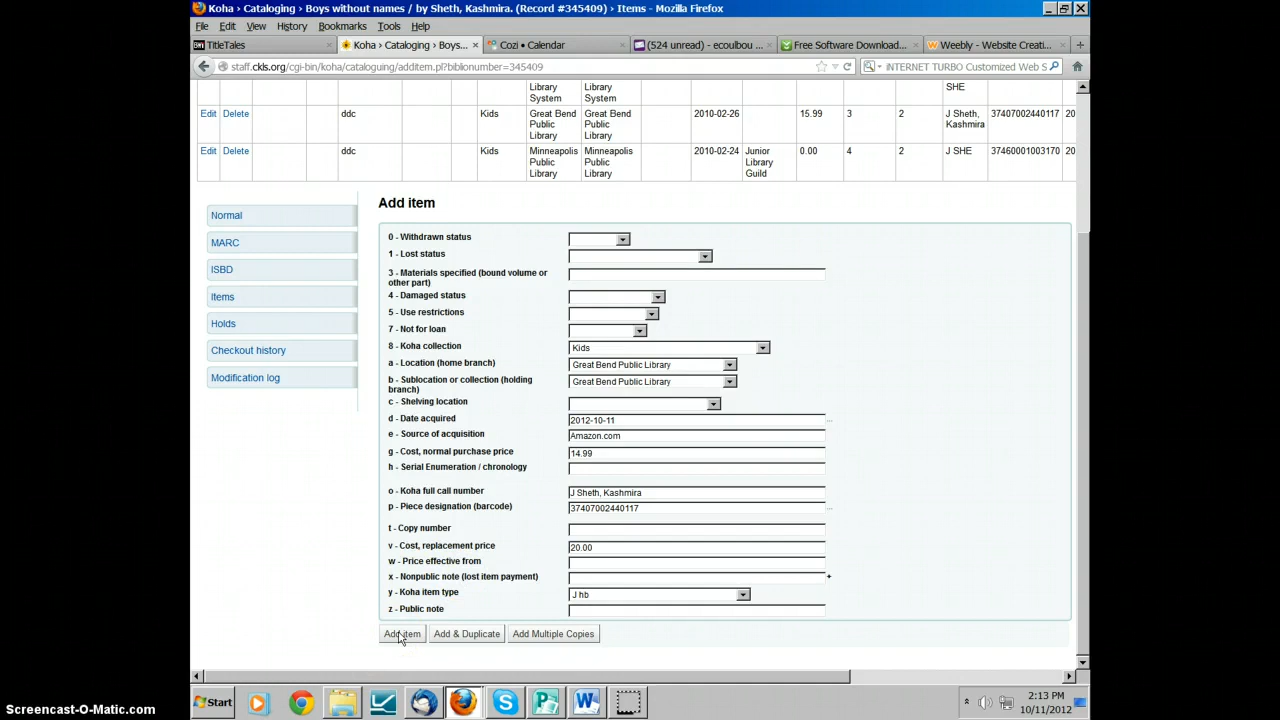 Koha › Cataloging › Boys without names / by Sheth, Kashmira. (Record #345409) › Items - Mozilla Firefox
File Edit View History Bookmarks Tools Help
TitleTales × Koha › Cataloging › Boys... × Cozi • Calendar × (524 unread) - ecoulbou ... × Free Software Download... × Weebly - Website Creati... × +
staff.ckls.org/cgi-bin/koha/cataloguing/additem.pl?biblionumber=345409 iNTERNET TURBO Customized Web S
Library System Library System SHE
Edit Delete ddc Kids Great Bend Public Library Great Bend Public Library 2010-02-26 15.99 3 2 J Sheth, Kashmira 37407002440117 20
Edit Delete ddc Kids Minneapolis Public Library Minneapolis Public Library 2010-02-24 Junior Library Guild 0.00 4 2 J SHE 37460001003170 20
Normal
MARC
ISBD
Items
Holds
Checkout history
Modification log
Add item
0 - Withdrawn status
1 - Lost status
3 - Materials specified (bound volume or
other part)
4 - Damaged status
5 - Use restrictions
7 - Not for loan
8 - Koha collection Kids
a - Location (home branch) Great Bend Public Library
b - Sublocation or collection (holding
branch) Great Bend Public Library
c - Shelving location
d - Date acquired 2012-10-11 ...
e - Source of acquisition Amazon.com
g - Cost, normal purchase price 14.99
h - Serial Enumeration / chronology
o - Koha full call number J Sheth, Kashmira
p - Piece designation (barcode) 37407002440117 ...
t - Copy number
v - Cost, replacement price 20.00
w - Price effective from
x - Nonpublic note (lost item payment) +
y - Koha item type J hb
z - Public note
Add item Add & Duplicate Add Multiple Copies
Start 2:13 PM
10/11/2012
Screencast-O-Matic.com